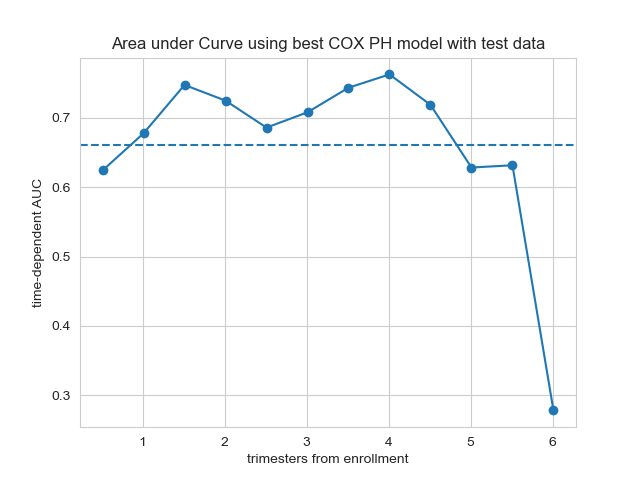 Area under Curve using best COX PH model with test data
time-dependent AUC
0.7
0.6
0.5
0.4
0.3
1 2 3 4 5 6
trimesters from enrollment